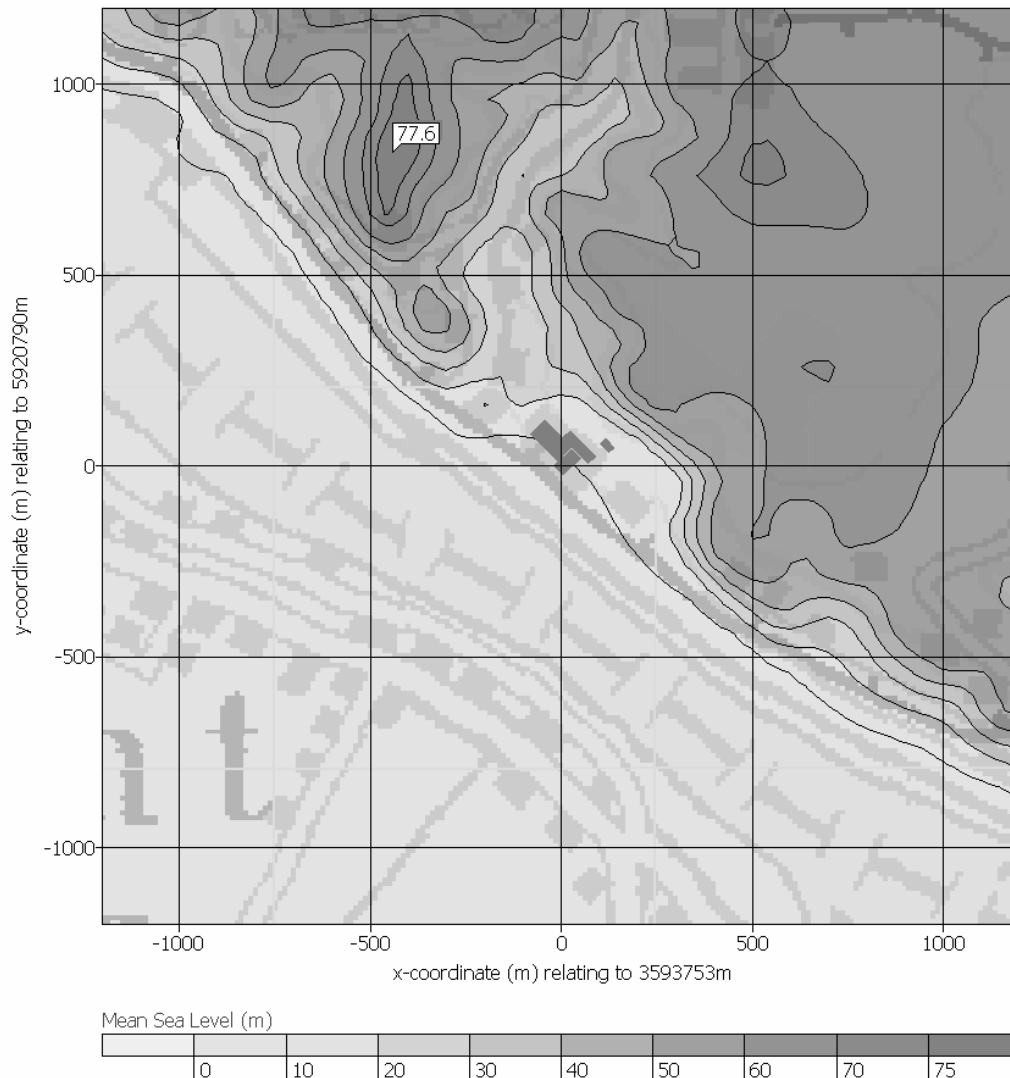 1000
77.6
500
0
-500
-1000
y-coordinate (m) relating to 5920790m
-1000 -500 0 500 1000
x-coordinate (m) relating to 3593753m
Mean Sea Level (m)
0 10 20 30 40 50 60 70 75